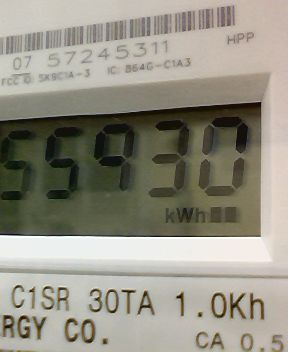 07 57245311
HPP
FCC ID: SK9C1A-3 IC: 864G-C1A3
55930
kWh
C1SR 30TA 1.0Kh
RGY CO.
CA 0.5